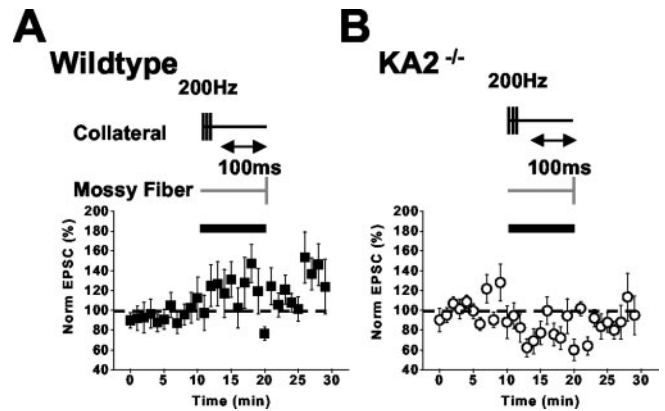 A
Wildtype
200Hz
Collateral
100ms
Mossy Fiber
Norm EPSC (%)
200
180
160
140
120
100
80
60
40
0 5 10 15 20 25 30
Time (min)
B
KA2 -/-
200Hz
100ms
Norm EPSC (%)
200
180
160
140
120
100
80
60
40
0 5 10 15 20 25 30
Time (min)